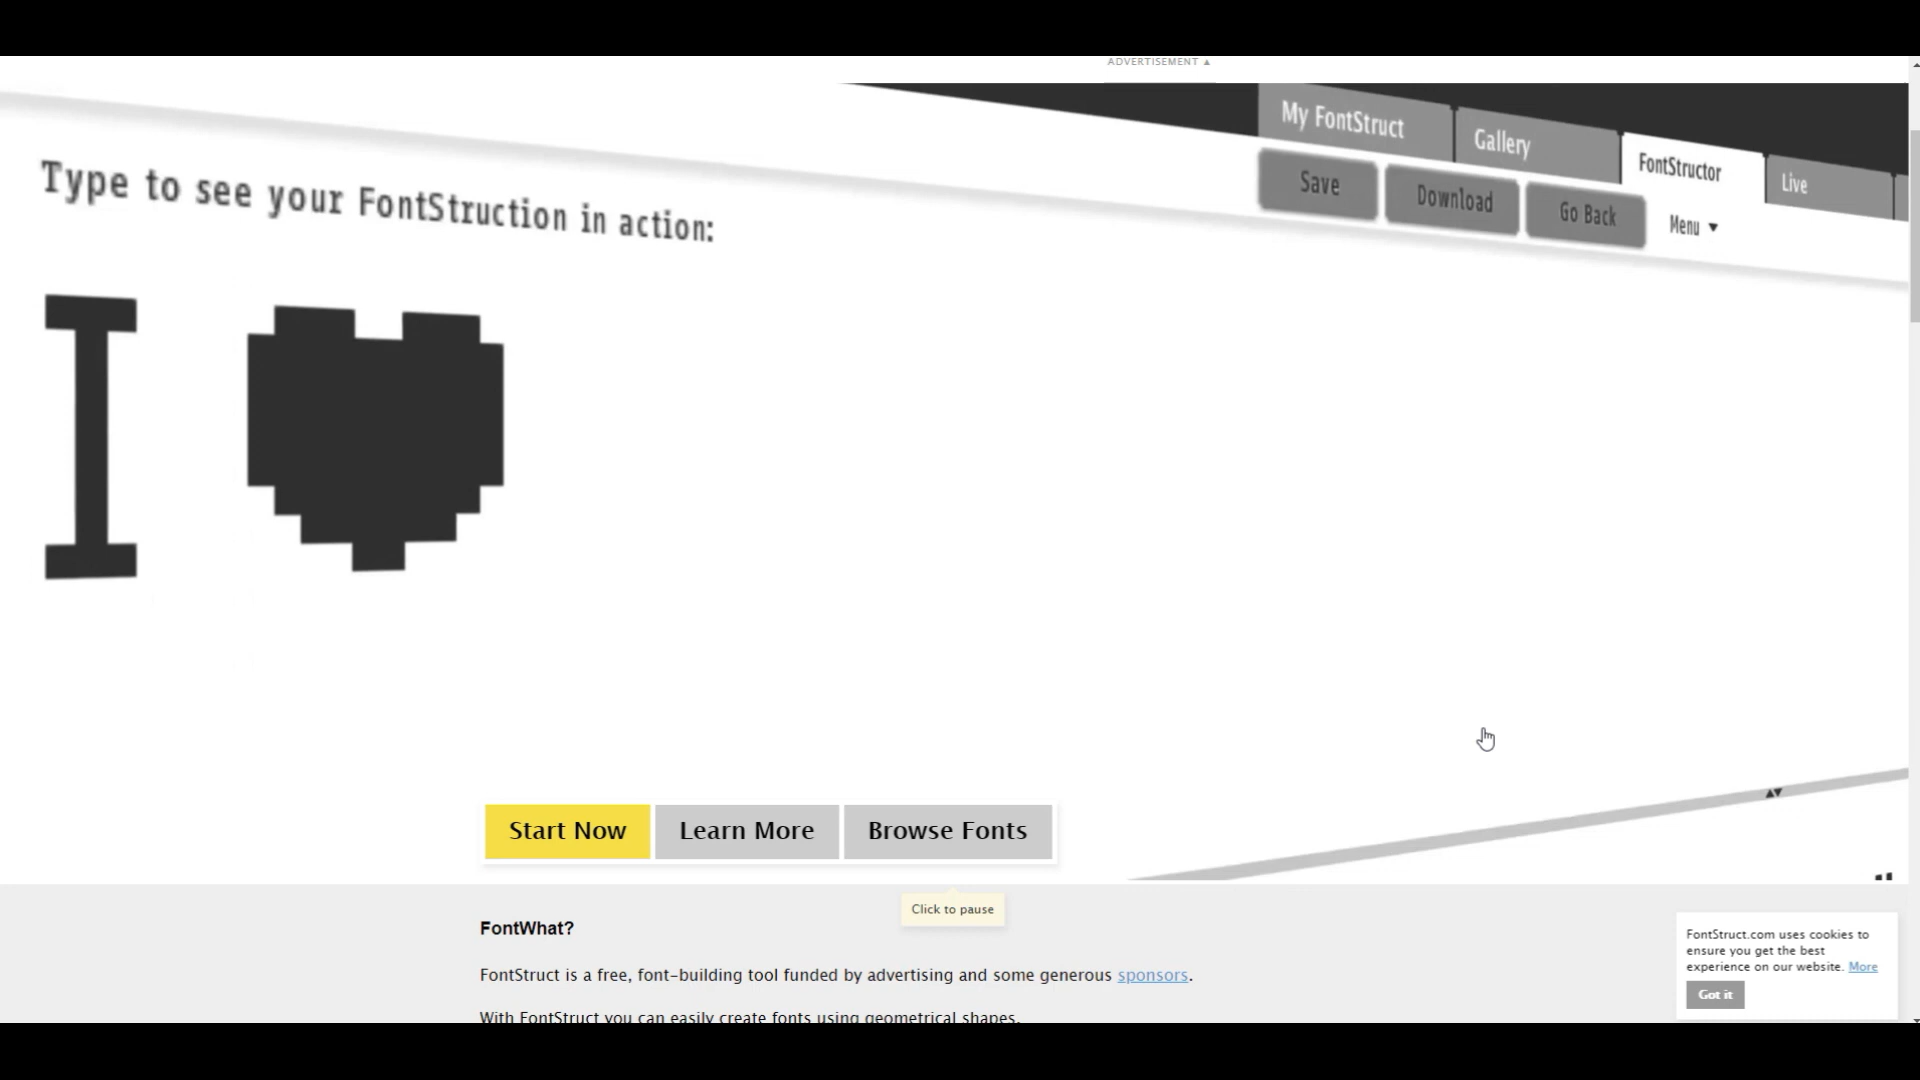 ADVERTISEMENT ▲
My FontStruct
Gallery
FontStructor
Live
Save
Download
Go Back
Menu ▼
Type to see your FontStruction in action:
I ♥
Start Now
Learn More
Browse Fonts
Click to pause
FontWhat?
FontStruct is a free, font-building tool funded by advertising and some generous sponsors.
With FontStruct you can easily create fonts using geometrical shapes.
FontStruct.com uses cookies to
ensure you get the best
experience on our website. More
Got it